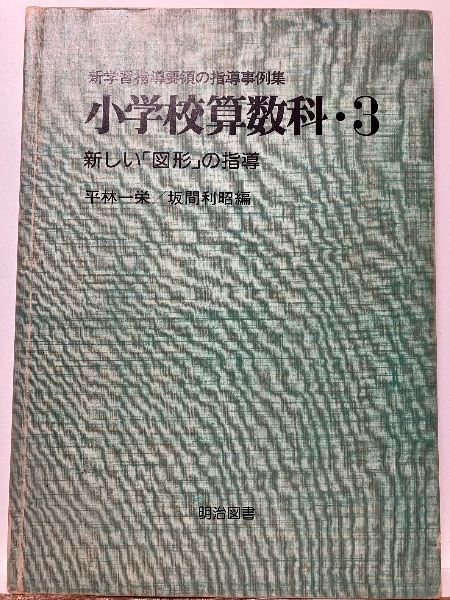 新学習指導要領の指導事例集
小学校算数科・3
新しい「図形」の指導
平林一栄／坂間利昭編
明治図書